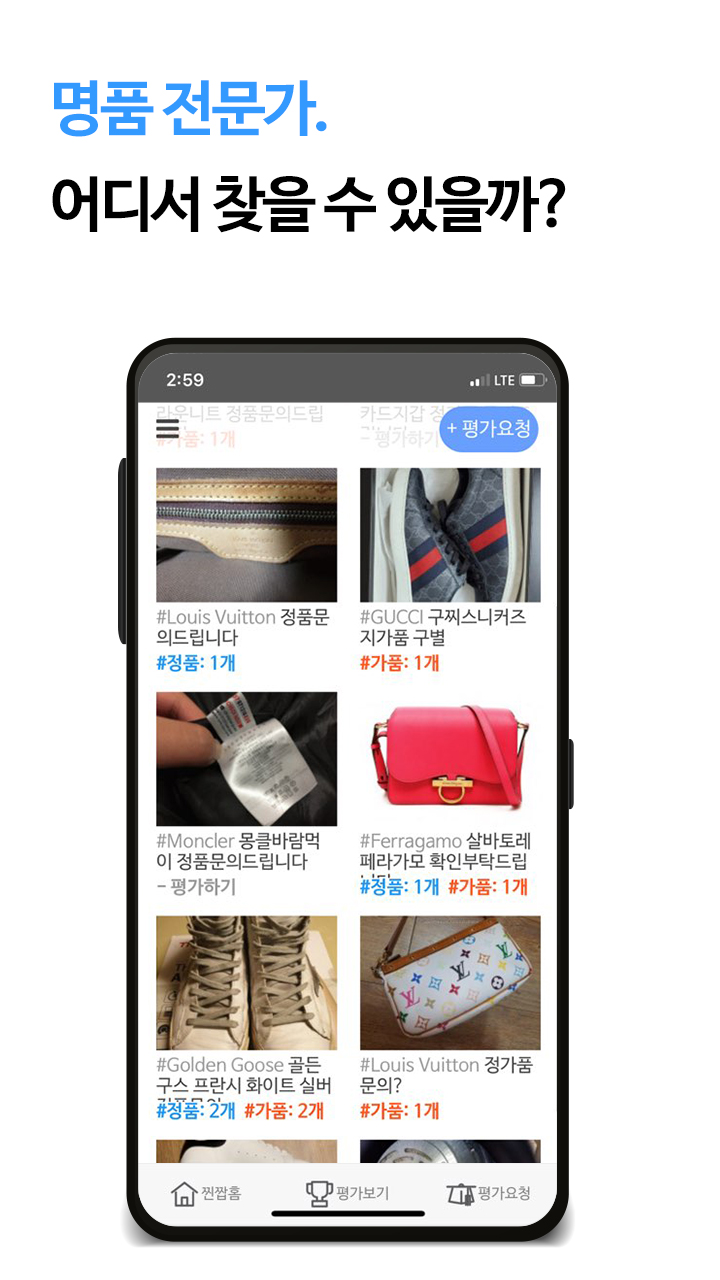 명품 전문가.
어디서 찾을 수 있을까?
2:59
LTE
라운니트 정품문의드립
#가품: 1개
카드지갑 정
- 평가하기
+ 평가요청
#Louis Vuitton 정품문
의드립니다
#정품: 1개
#GUCCI 구찌스니커즈
지가품 구별
#가품: 1개
#Moncler 몽클바람먹
이 정품문의드립니다
- 평가하기
#Ferragamo 살바토레
페라가모 확인부탁드립
#정품: 1개 #가품: 1개
#Golden Goose 골든
구스 프란시 화이트 실버
#정품: 2개 #가품: 2개
#Louis Vuitton 정가품
문의?
#가품: 1개
찐짭홈
평가보기
평가요청